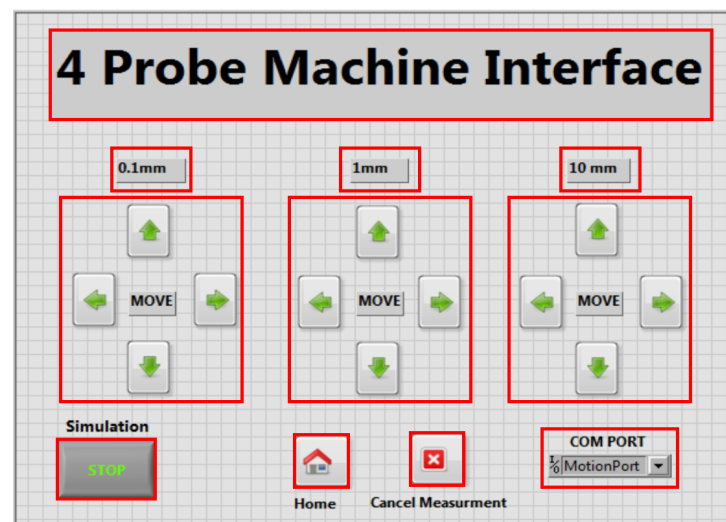 4 Probe Machine Interface
0.1mm
1mm
10 mm
MOVE
MOVE
MOVE
Simulation
STOP
COM PORT
I/0 MotionPort
Home
Cancel Measurment